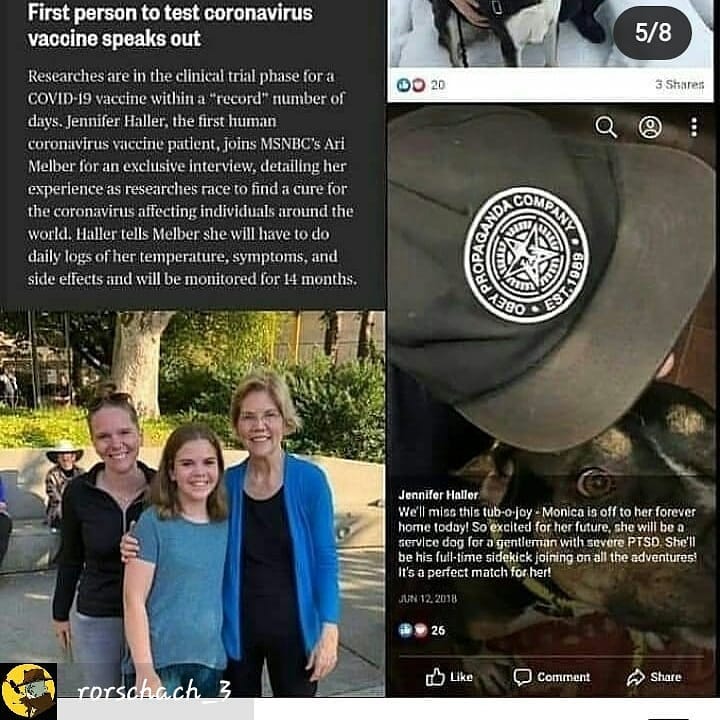 First person to test coronavirus
vaccine speaks out
Researches are in the clinical trial phase for a
COVID-19 vaccine within a “record” number of
days. Jennifer Haller, the first human
coronavirus vaccine patient, joins MSNBC’s Ari
Melber for an exclusive interview, detailing her
experience as researches race to find a cure for
the coronavirus affecting individuals around the
world. Haller tells Melber she will have to do
daily logs of her temperature, symptoms, and
side effects and will be monitored for 14 months.
5/8
20
3 Shares
OBEY PROPAGANDA COMPANY • EST. 1989 •
Jennifer Haller
We'll miss this tub-o-joy - Monica is off to her forever
home today! So excited for her future, she will be a
service dog for a gentleman with severe PTSD. She'll
be his full-time sidekick joining on all the adventures!
It's a perfect match for her!
JUN 12, 2018
26
Like
Comment
Share
rorschach_3